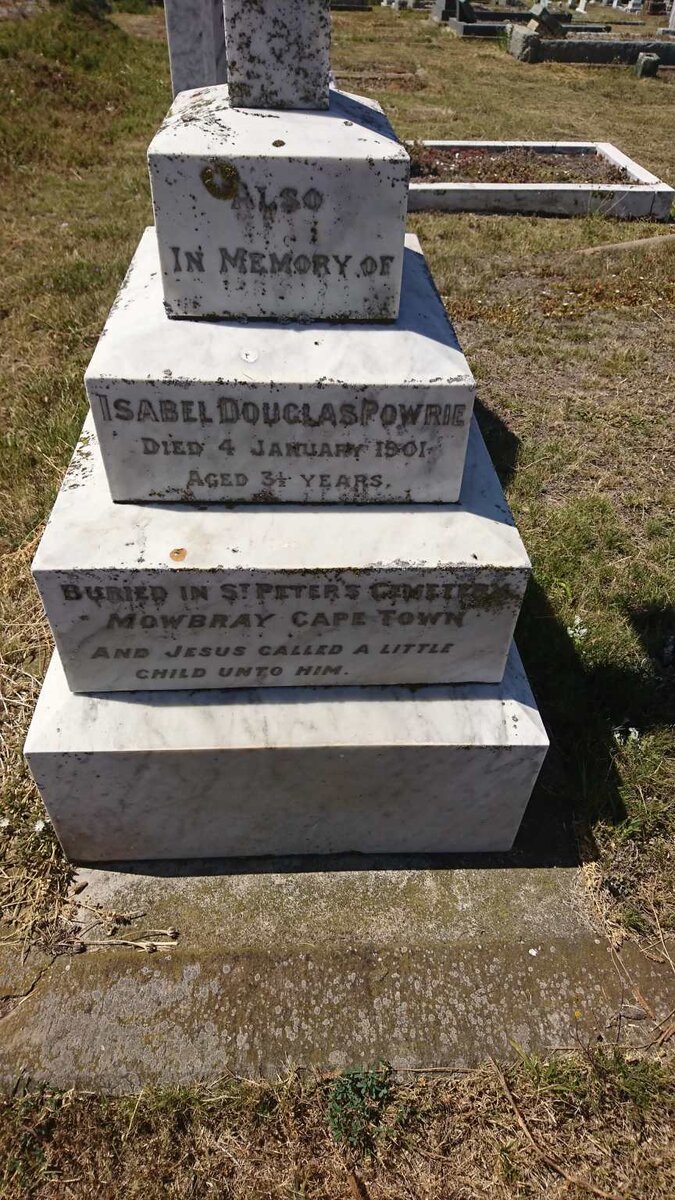 ALSO
IN MEMORY OF
ISABEL DOUGLAS POWRIE
DIED 4 JANUARY 1901
AGED 3½ YEARS.
BURIED IN ST PETER'S CEMETERY
MOWBRAY CAPE TOWN
AND JESUS CALLED A LITTLE
CHILD UNTO HIM.